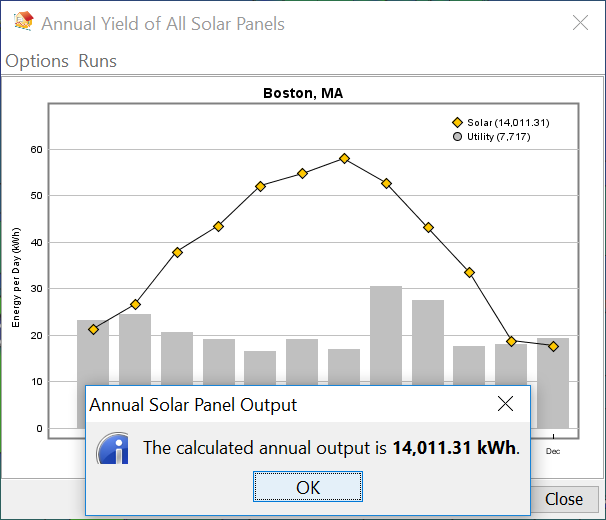 Annual Yield of All Solar Panels
Options Runs
Boston, MA
Solar (14,011.31)
Utility (7,717)
60
50
40
30
20
10
0
Energy per Day (kWh)
Dec
Annual Solar Panel Output
The calculated annual output is 14,011.31 kWh.
OK
Close